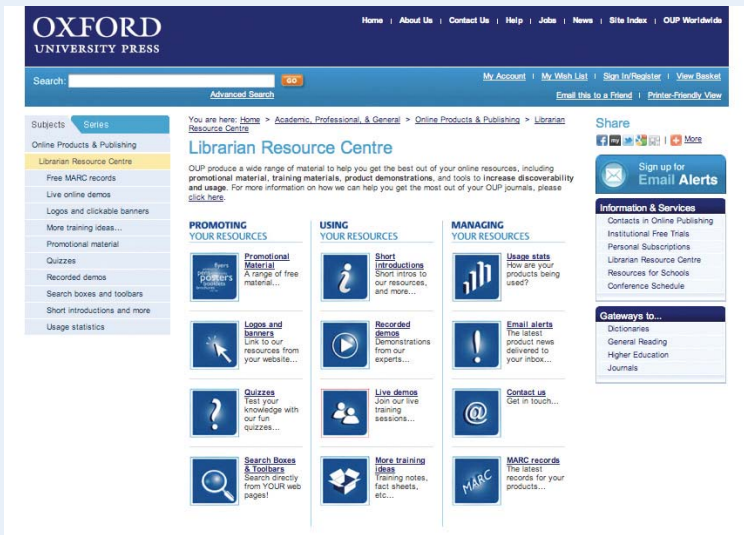 OXFORD
UNIVERSITY PRESS
Home | About Us | Contact Us | Help | Jobs | News | Site Index | OUP Worldwide
Search:
GO
Advanced Search
My Account | My Wish List | Sign In/Register | View Basket
Email this to a Friend | Printer-Friendly View
Subjects
Series
Online Products & Publishing
Librarian Resource Centre
Free MARC records
Live online demos
Logos and clickable banners
More training ideas...
Promotional material
Quizzes
Recorded demos
Search boxes and toolbars
Short introductions and more
Usage statistics
You are here: Home > Academic, Professional, & General > Online Products & Publishing > Librarian
Resource Centre
Librarian Resource Centre
OUP produce a wide range of material to help you get the best out of your online resources, including
promotional material, training materials, product demonstrations, and tools to increase discoverability
and usage. For more information on how we can help you get the most out of your OUP journals, please
click here.
PROMOTING
YOUR RESOURCES
flyers
posters
Promotional
Material
A range of free
material...
Logos and
banners
Link to our
resources from
your website...
Quizzes
Test your
knowledge with
our fun
quizzes...
Search Boxes
& Toolbars
Search directly
from YOUR web
pages!
USING
YOUR RESOURCES
Short
introductions
Short intros to
our resources,
and more...
Recorded
demos
Demonstrations
from our
experts...
Live demos
Join our live
training
sessions...
More training
ideas
Training notes,
fact sheets,
etc...
MANAGING
YOUR RESOURCES
Usage stats
How are your
products being
used?
Email alerts
The latest
product news
delivered to
your inbox...
Contact us
Get in touch...
MARC
MARC records
The latest
records for your
products...
Share
More
Sign up for
Email Alerts
Information & Services
Contacts in Online Publishing
Institutional Free Trials
Personal Subscriptions
Librarian Resource Centre
Resources for Schools
Conference Schedule
Gateways to...
Dictionaries
General Reading
Higher Education
Journals